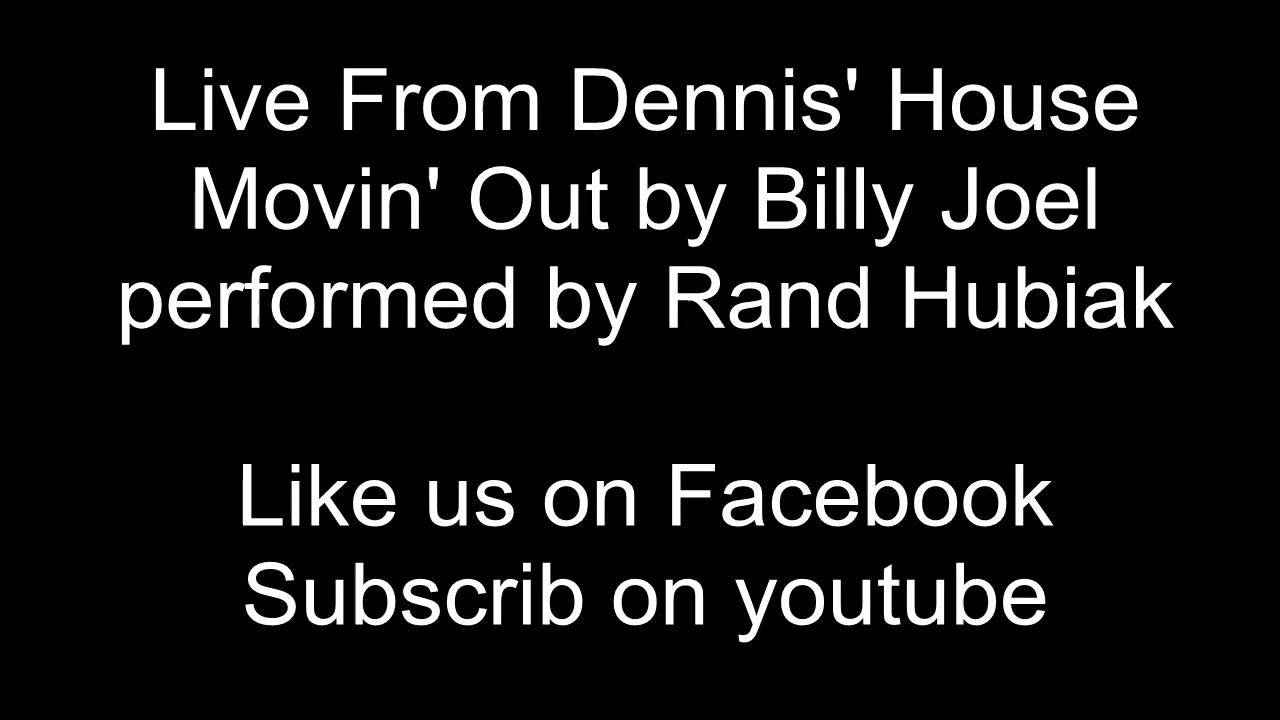 Live From Dennis' House
Movin' Out by Billy Joel
performed by Rand Hubiak
Like us on Facebook
Subscrib on youtube